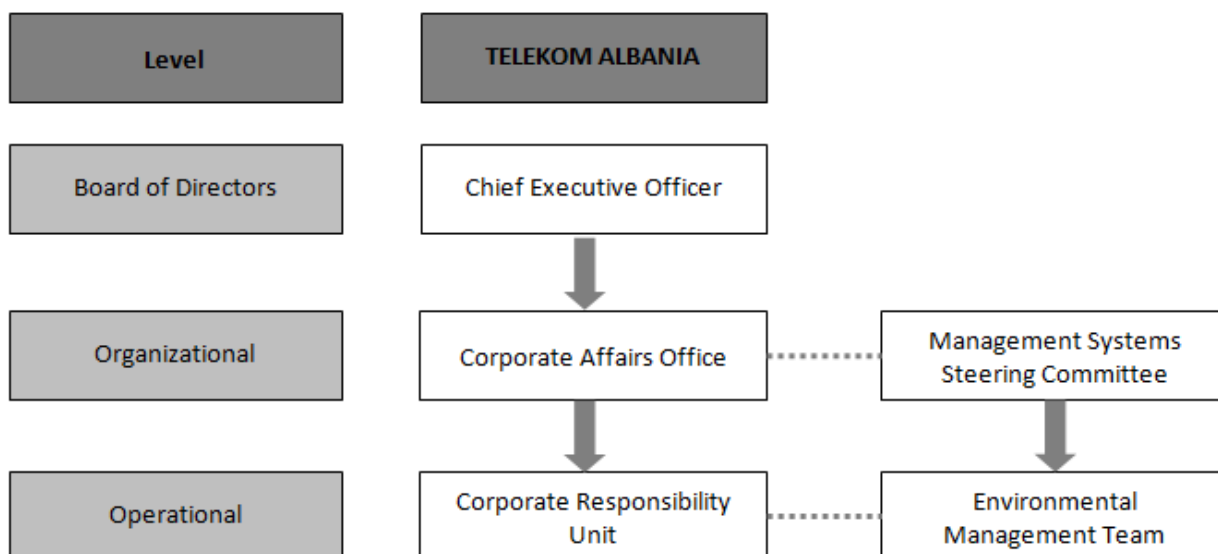 Level
TELEKOM ALBANIA
Board of Directors
Chief Executive Officer
Organizational
Corporate Affairs Office
Management Systems
Steering Committee
Operational
Corporate Responsibility
Unit
Environmental
Management Team